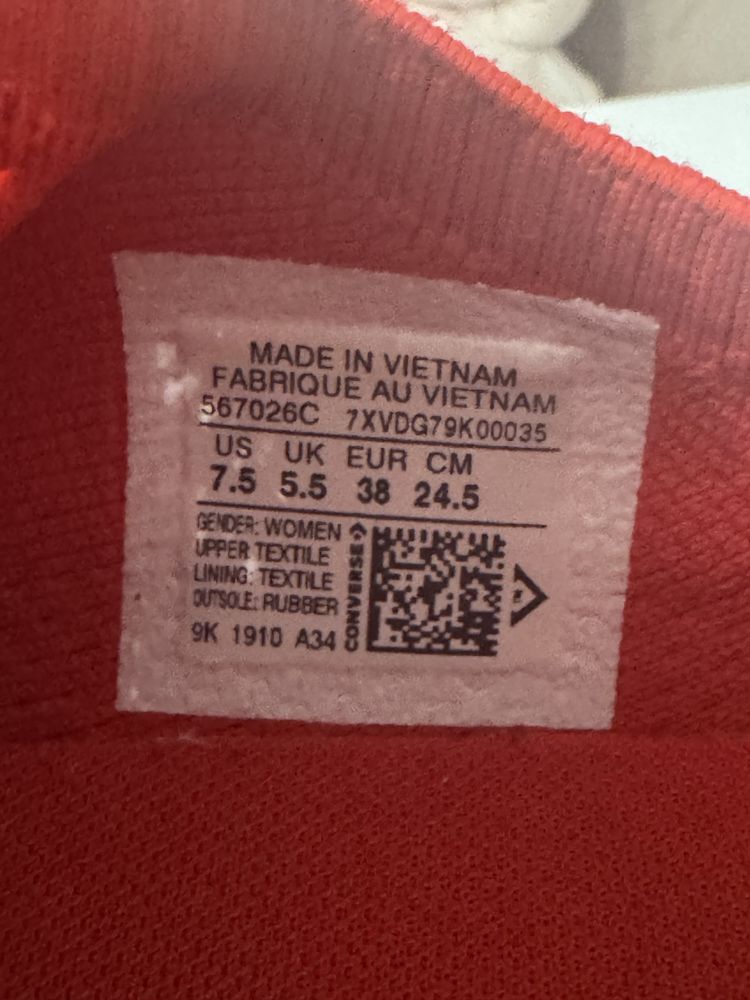 MADE IN VIETNAM
FABRIQUE AU VIETNAM
567026C 7XVDG79K00035
US UK EUR CM
7.5 5.5 38 24.5
GENDER: WOMEN
UPPER TEXTILE
LINING: TEXTILE
OUTSOLE: RUBBER
9K 1910 A34
CONVERSE